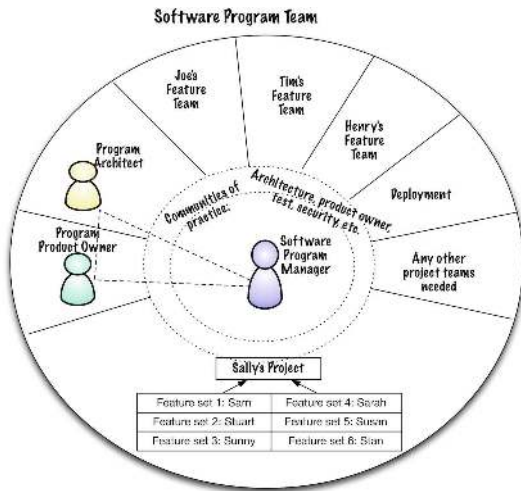 Software Program Team
Joe's
Feature
Team
Tim's
Feature
Team
Henry's
Feature
Team
Program
Architect
Deployment
Communities of
practice:
Architecture, product owner,
test, security, etc.
Program
Product Owner
Software
Program
Manager
Any other
project teams
needed
Sally's Project
Feature set 1: Sam
Feature set 4: Sarah
Feature set 2: Stuart
Feature set 5: Susan
Feature set 3: Sunny
Feature set 6: Stan